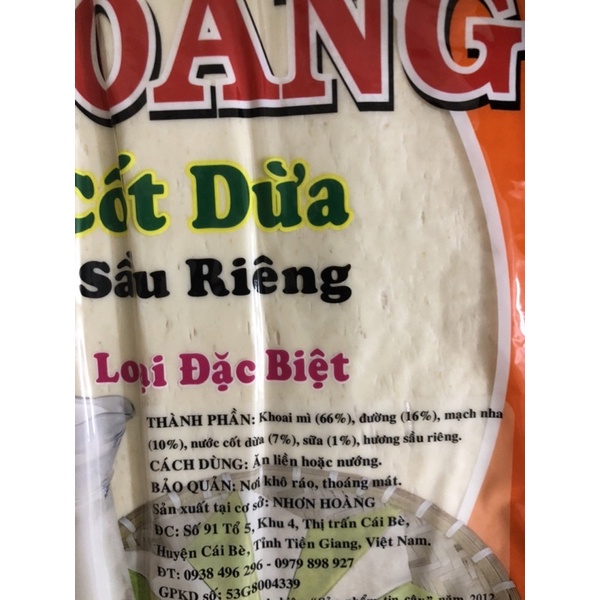 OANG
Cốt Dừa
Sầu Riêng
Loại Đặc Biệt
THÀNH PHẦN: Khoai mì (66%), đường (16%), mạch nha
(10%), nước cốt dừa (7%), sữa (1%), hương sầu riêng.
CÁCH DÙNG: Ăn liền hoặc nướng.
BẢO QUẢN: Nơi khô ráo, thoáng mát.
Sản xuất tại cơ sở: NHƠN HOÀNG
ĐC: Số 91 Tổ 5, Khu 4, Thị trấn Cái Bè,
Huyện Cái Bè, Tỉnh Tiền Giang, Việt Nam.
ĐT: 0938 496 296 - 0979 898 927
GPKD số: 53G8004339
năm 2012